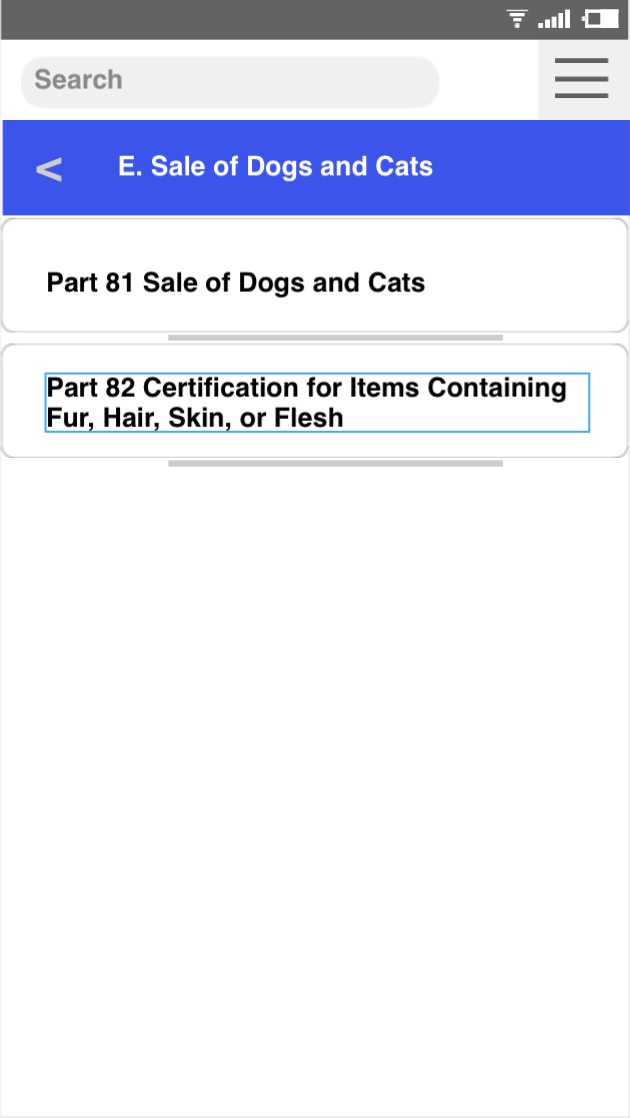 Search
< E. Sale of Dogs and Cats
Part 81 Sale of Dogs and Cats
Part 82 Certification for Items Containing
Fur, Hair, Skin, or Flesh